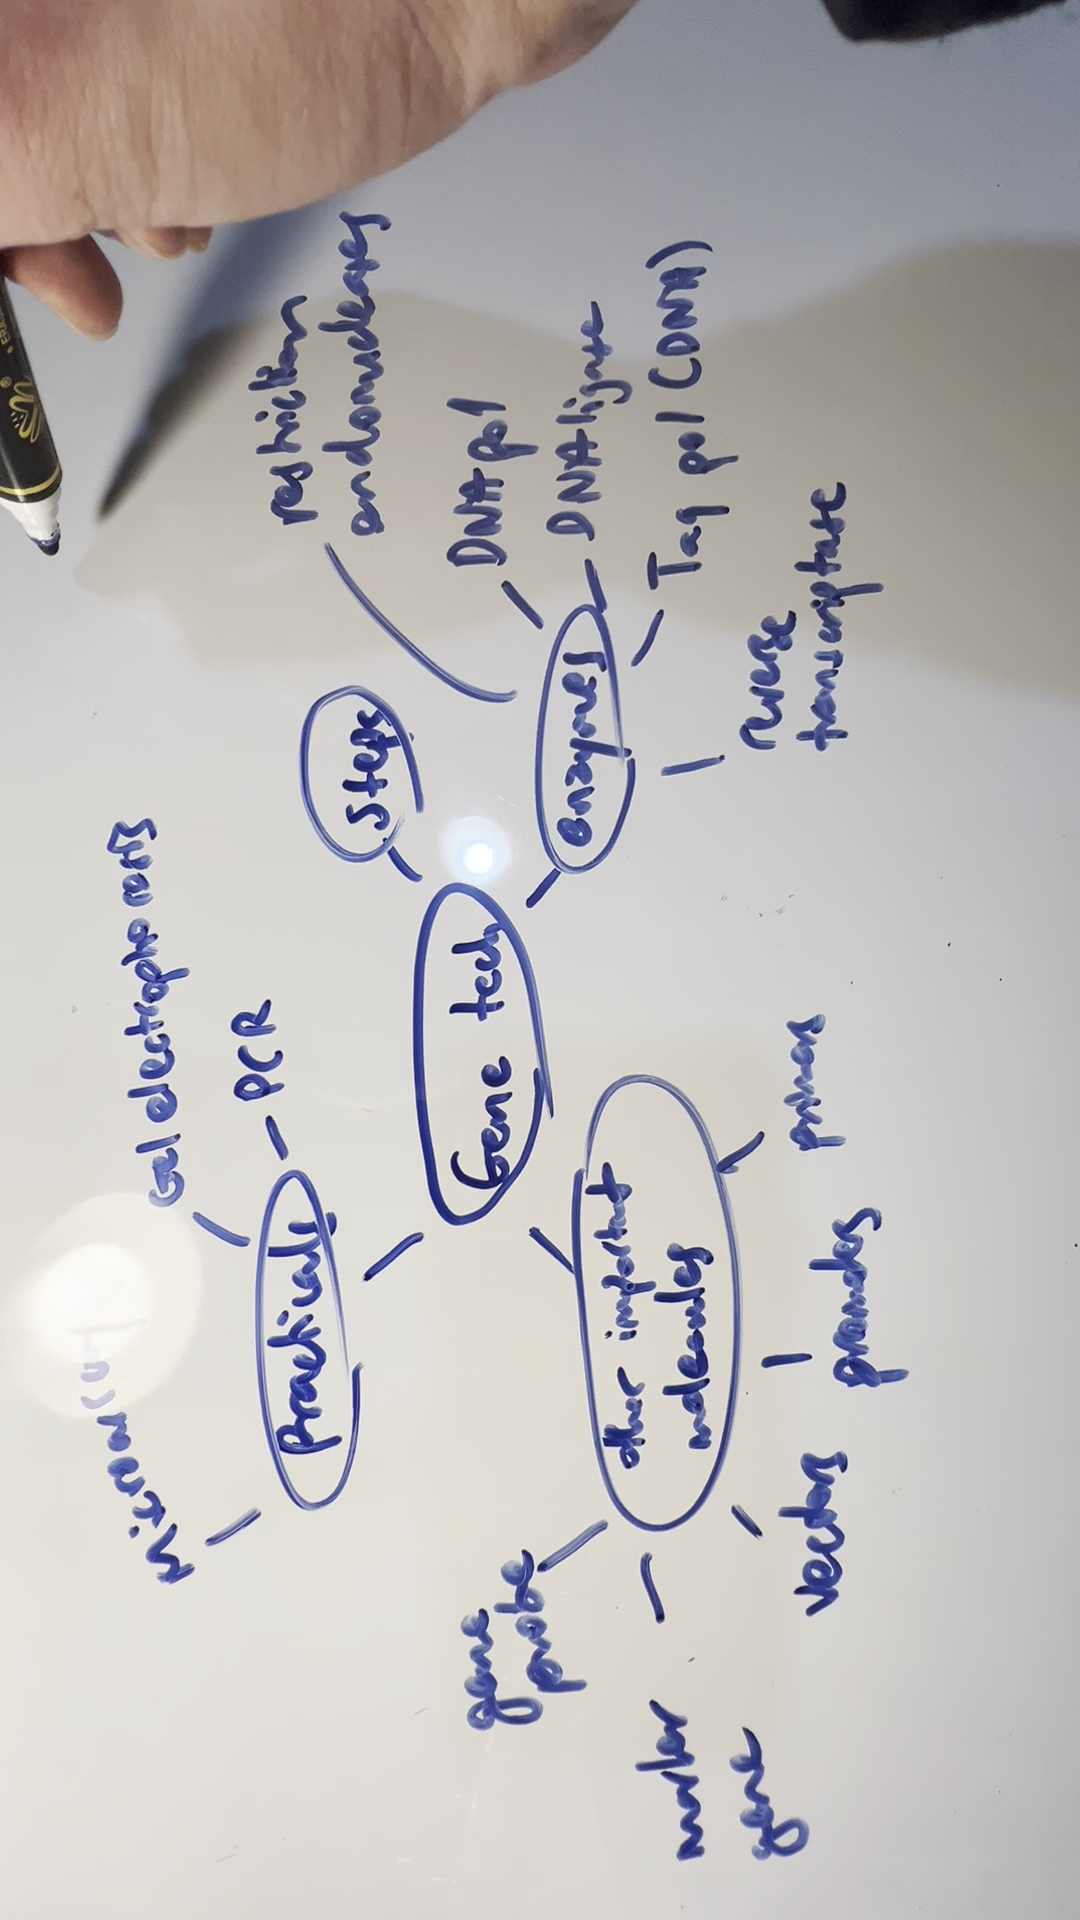 Gene tech
Steps
enzymes
restriction
endonucleases
DNA pol
DNA ligase
Taq pol (DNA)
reverse
transcriptase
other important
molecules
primers
promoters
vectors
marker
gene
gene
probe
Practicals
PCR
Gel electrophoresis
Microarray